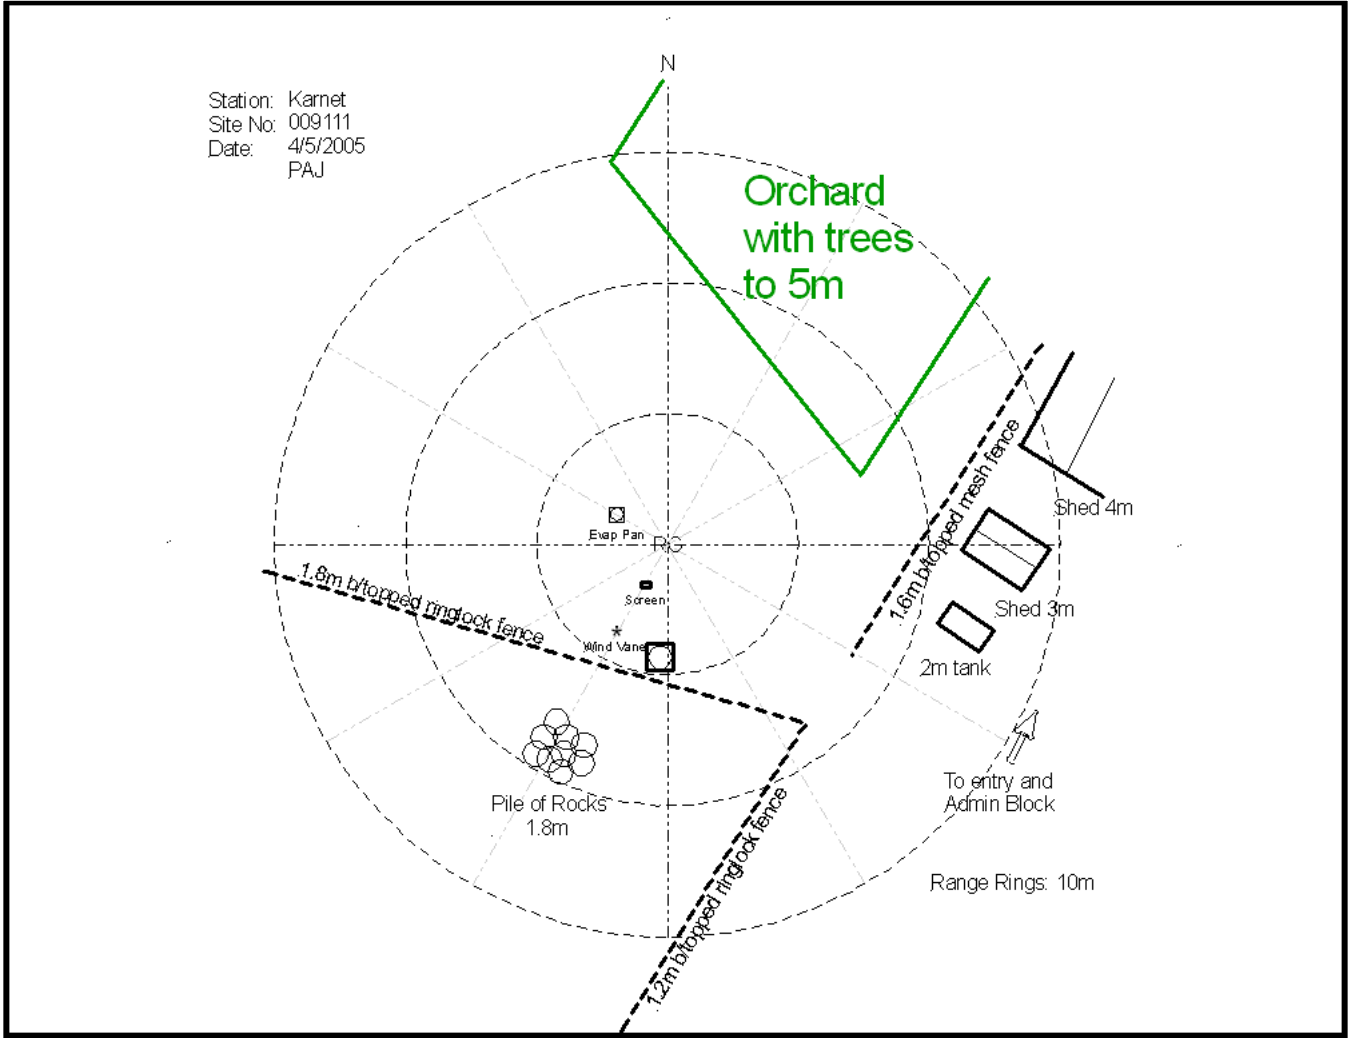 N
Station: Karnet
Site No: 009111
Date: 4/5/2005
PAJ
Orchard
with trees
to 5m
1.6m b/topped mesh fence
Shed 4m
Evap Pan
RG
1.8m b/topped ringlock fence
Screen
Shed 3m
Wind Vane
2m tank
To entry and
Admin Block
Pile of Rocks
1.8m
1.2m b/topped ringlock fence
Range Rings: 10m